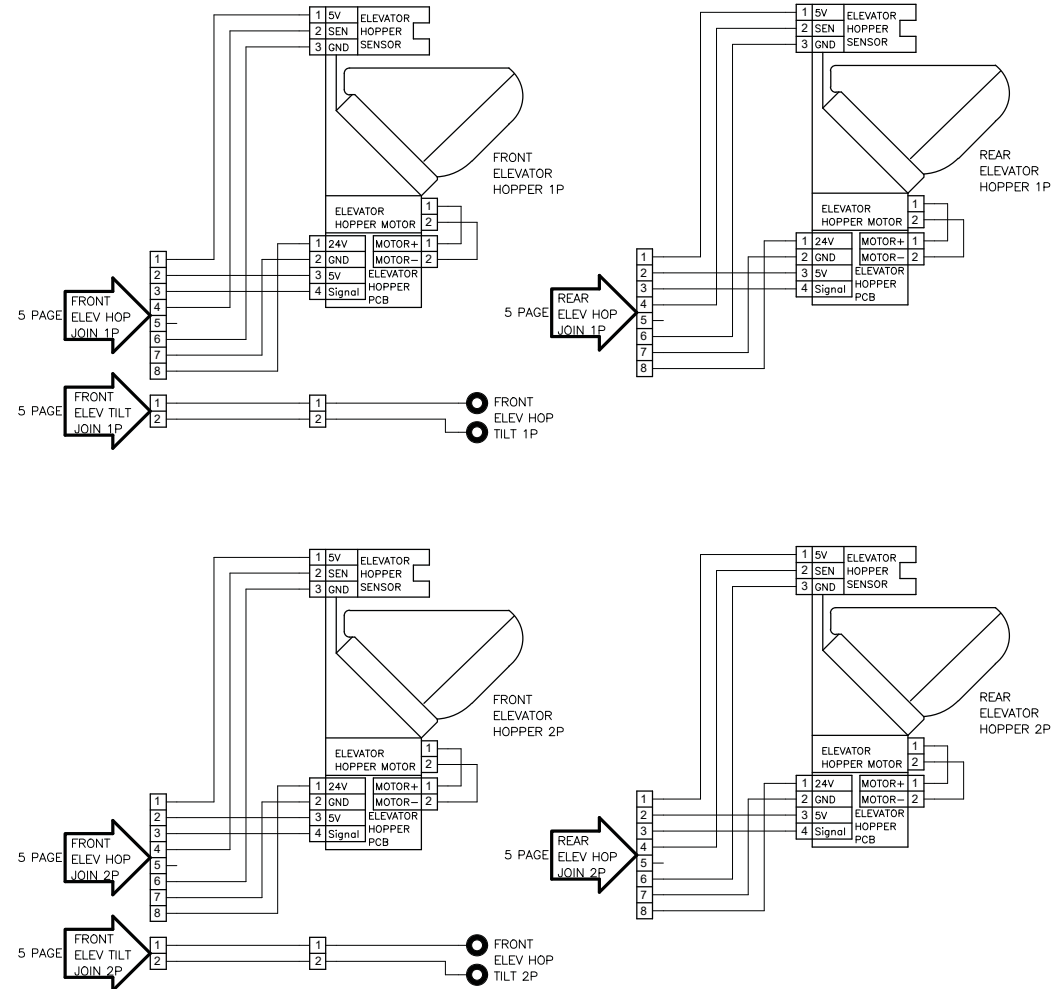 1 5V ELEVATOR
2 SEN HOPPER
3 GND SENSOR
FRONT
ELEVATOR
HOPPER 1P
ELEVATOR 1
HOPPER MOTOR 2
1 24V MOTOR+ 1
2 GND MOTOR- 2
3 5V ELEVATOR
4 Signal HOPPER
PCB
5 PAGE
FRONT
ELEV HOP
JOIN 1P
1
2
3
4
5
6
7
8
5 PAGE
FRONT
ELEV TILT
JOIN 1P
1
2
1
2
FRONT
ELEV HOP
TILT 1P
1 5V ELEVATOR
2 SEN HOPPER
3 GND SENSOR
REAR
ELEVATOR
HOPPER 1P
ELEVATOR 1
HOPPER MOTOR 2
1 24V MOTOR+ 1
2 GND MOTOR- 2
3 5V ELEVATOR
4 Signal HOPPER
PCB
5 PAGE
REAR
ELEV HOP
JOIN 1P
1
2
3
4
5
6
7
8
1 5V ELEVATOR
2 SEN HOPPER
3 GND SENSOR
FRONT
ELEVATOR
HOPPER 2P
ELEVATOR 1
HOPPER MOTOR 2
1 24V MOTOR+ 1
2 GND MOTOR- 2
3 5V ELEVATOR
4 Signal HOPPER
PCB
5 PAGE
FRONT
ELEV HOP
JOIN 2P
1
2
3
4
5
6
7
8
5 PAGE
FRONT
ELEV TILT
JOIN 2P
1
2
1
2
FRONT
ELEV HOP
TILT 2P
1 5V ELEVATOR
2 SEN HOPPER
3 GND SENSOR
REAR
ELEVATOR
HOPPER 2P
ELEVATOR 1
HOPPER MOTOR 2
1 24V MOTOR+ 1
2 GND MOTOR- 2
3 5V ELEVATOR
4 Signal HOPPER
PCB
5 PAGE
REAR
ELEV HOP
JOIN 2P
1
2
3
4
5
6
7
8